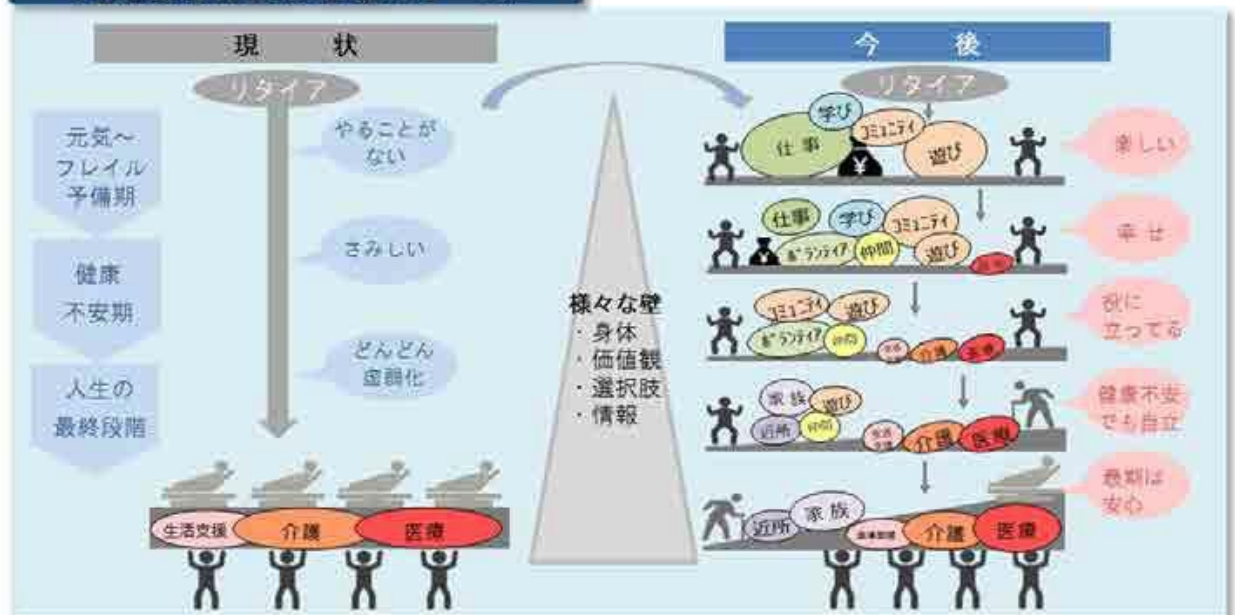 現状
リタイア
元気～
フレイル
予備期
健康
不安期
人生の
最終段階
やることが
ない
さみしい
どんどん
虚弱化
生活支援
介護
医療
様々な壁
・身体
・価値観
・選択肢
・情報
今後
リタイア
学び
コミュニティ
仕事
¥
遊び
楽しい
仕事
学び
コミュニティ
¥
ボランティア
仲間
遊び
幸せ
コミュニティ
遊び
ボランティア
仲間
介護
医療
役に
立ってる
家族
遊び
近所
仲間
介護
医療
健康不安
でも自立
近所
家族
介護
医療
最期は
安心